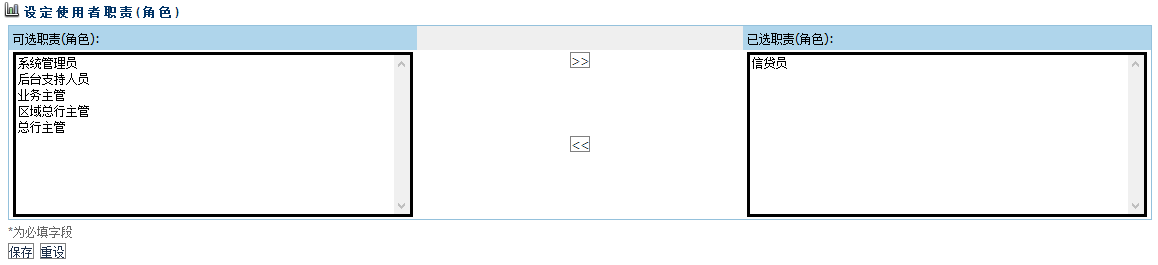 设定使用者职责(角色)
可选职责(角色):
已选职责(角色):
系统管理员
后台支持人员
业务主管
区域总行主管
总行主管
>>
<<
信贷员
*为必填字段
保存 重设